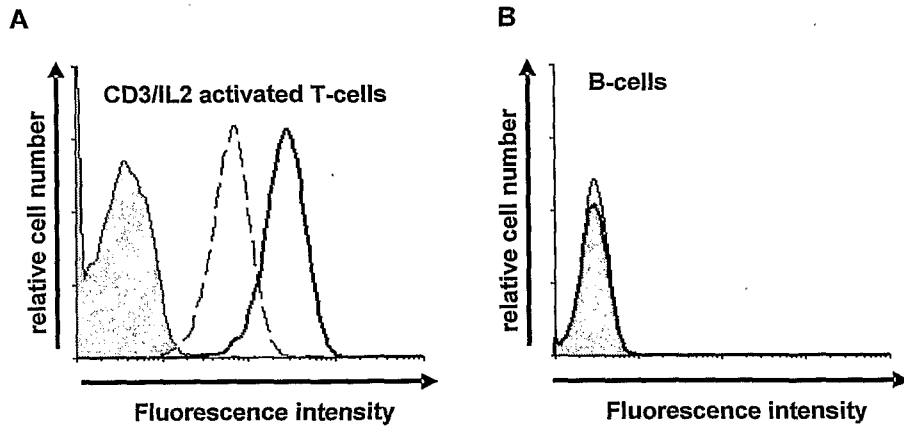 A
CD3/IL2 activated T-cells
relative cell number
Fluorescence intensity
B
B-cells
relative cell number
Fluorescence intensity